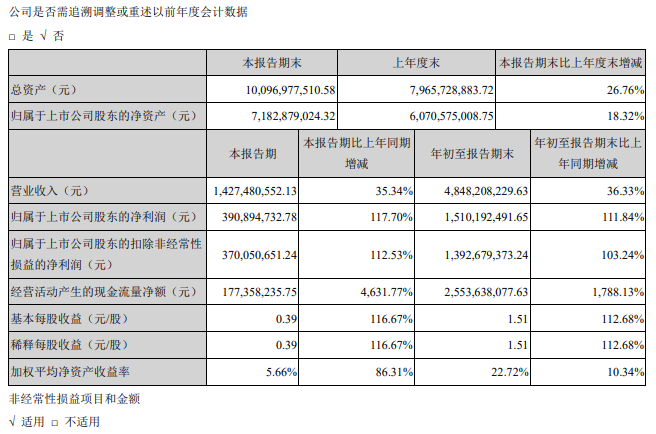 公司是否需追溯调整或重述以前年度会计数据
□ 是 √ 否
本报告期末 上年度末 本报告期末比上年度末增减
总资产（元） 10,096,977,510.58 7,965,728,883.72 26.76%
归属于上市公司股东的净资产（元） 7,182,879,024.32 6,070,575,008.75 18.32%
本报告期 本报告期比上年同期增减 年初至报告期末 年初至报告期末比上年同期增减
营业收入（元） 1,427,480,552.13 35.34% 4,848,208,229.63 36.33%
归属于上市公司股东的净利润（元） 390,894,732.78 117.70% 1,510,192,491.65 111.84%
归属于上市公司股东的扣除非经常性损益的净利润（元） 370,050,651.24 112.53% 1,392,679,373.24 103.24%
经营活动产生的现金流量净额（元） 177,358,235.75 4,631.77% 2,553,638,077.63 1,788.13%
基本每股收益（元/股） 0.39 116.67% 1.51 112.68%
稀释每股收益（元/股） 0.39 116.67% 1.51 112.68%
加权平均净资产收益率 5.66% 86.31% 22.72% 10.34%
非经常性损益项目和金额
√ 适用 □ 不适用